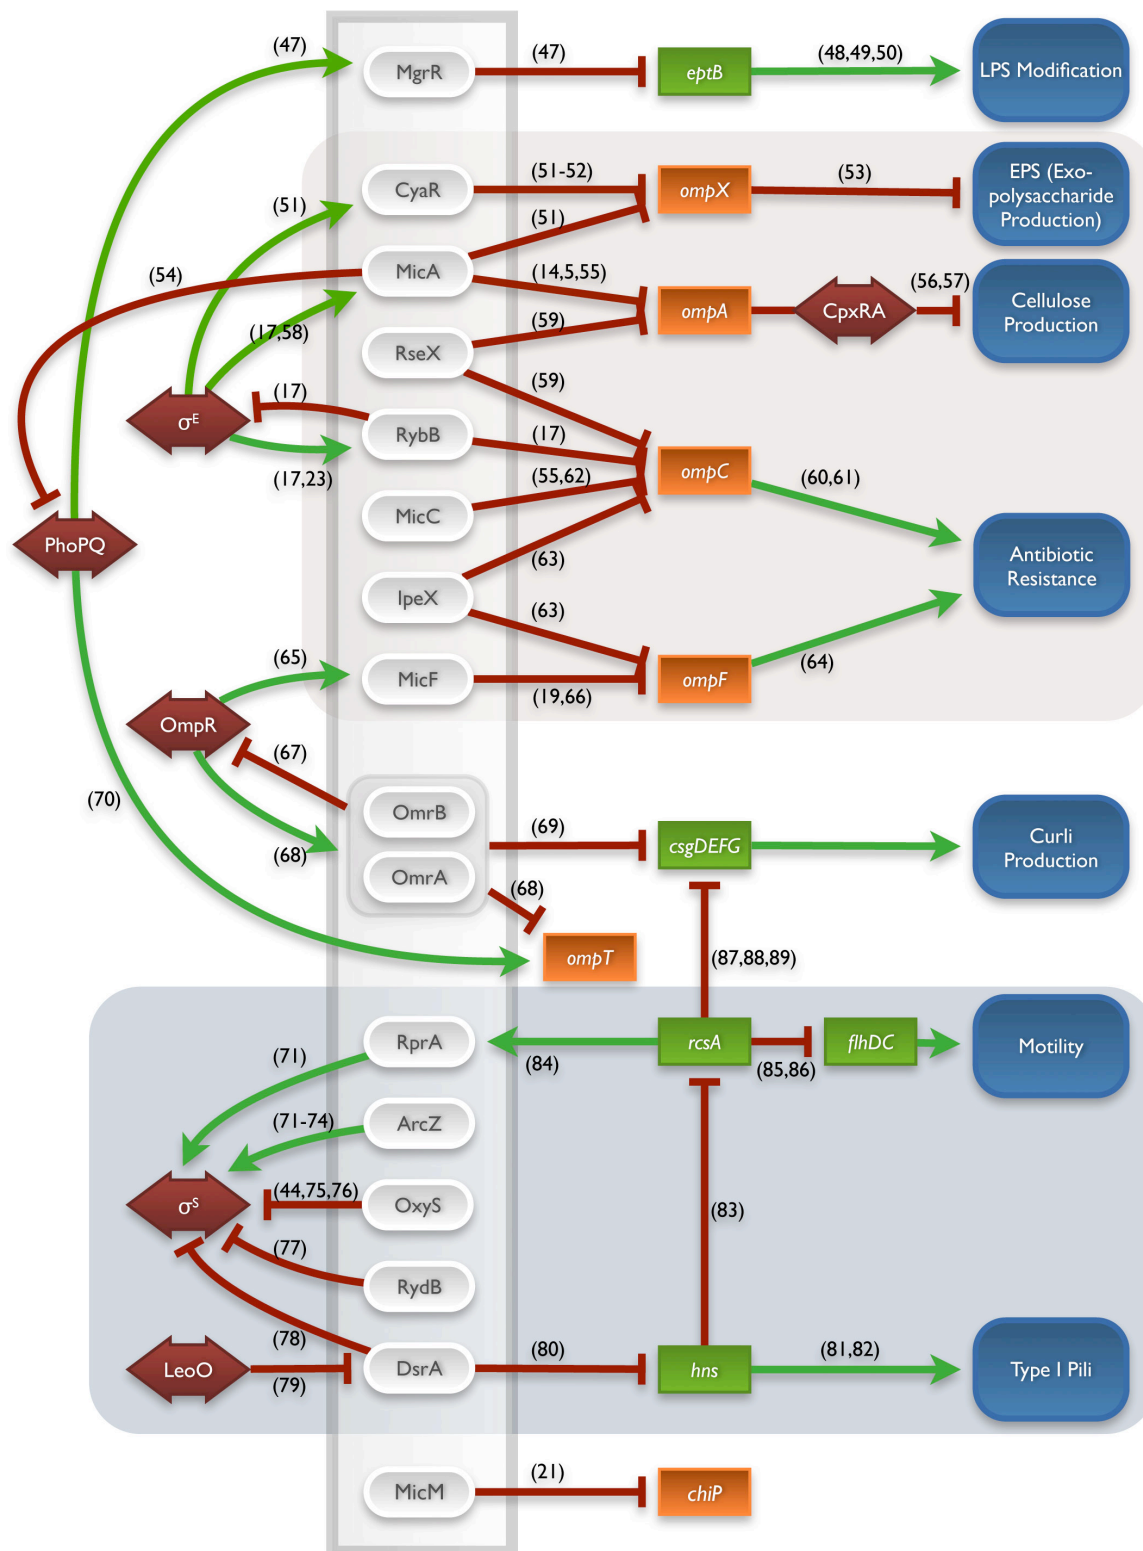 (47)
MgrR
(47)
eptB
(48,49,50)
LPS Modification
(51)
CyaR
(51-52)
ompX
(53)
EPS (Exo-
polysaccharide
Production)
(51)
(54)
MicA
(14,5,55)
ompA
CpxRA
(56,57)
Cellulose
Production
(17,58)
RseX
(59)
(59)
σE
(17)
RybB
(17)
ompC
(60,61)
(17,23)
MicC
(55,62)
PhoPQ
IpeX
(63)
(63)
Antibiotic
Resistance
(65)
MicF
(19,66)
ompF
(64)
OmpR
(67)
(70)
(68)
OmrB
OmrA
(69)
csgDEFG
Curli
Production
(68)
ompT
(87,88,89)
(71)
RprA
(84)
rcsA
(85,86)
flhDC
Motility
(71-74)
ArcZ
σS
(44,75,76)
OxyS
(83)
(77)
RydB
LeoO
(78)
(79)
DsrA
(80)
hns
(81,82)
Type I Pili
MicM
(21)
chiP